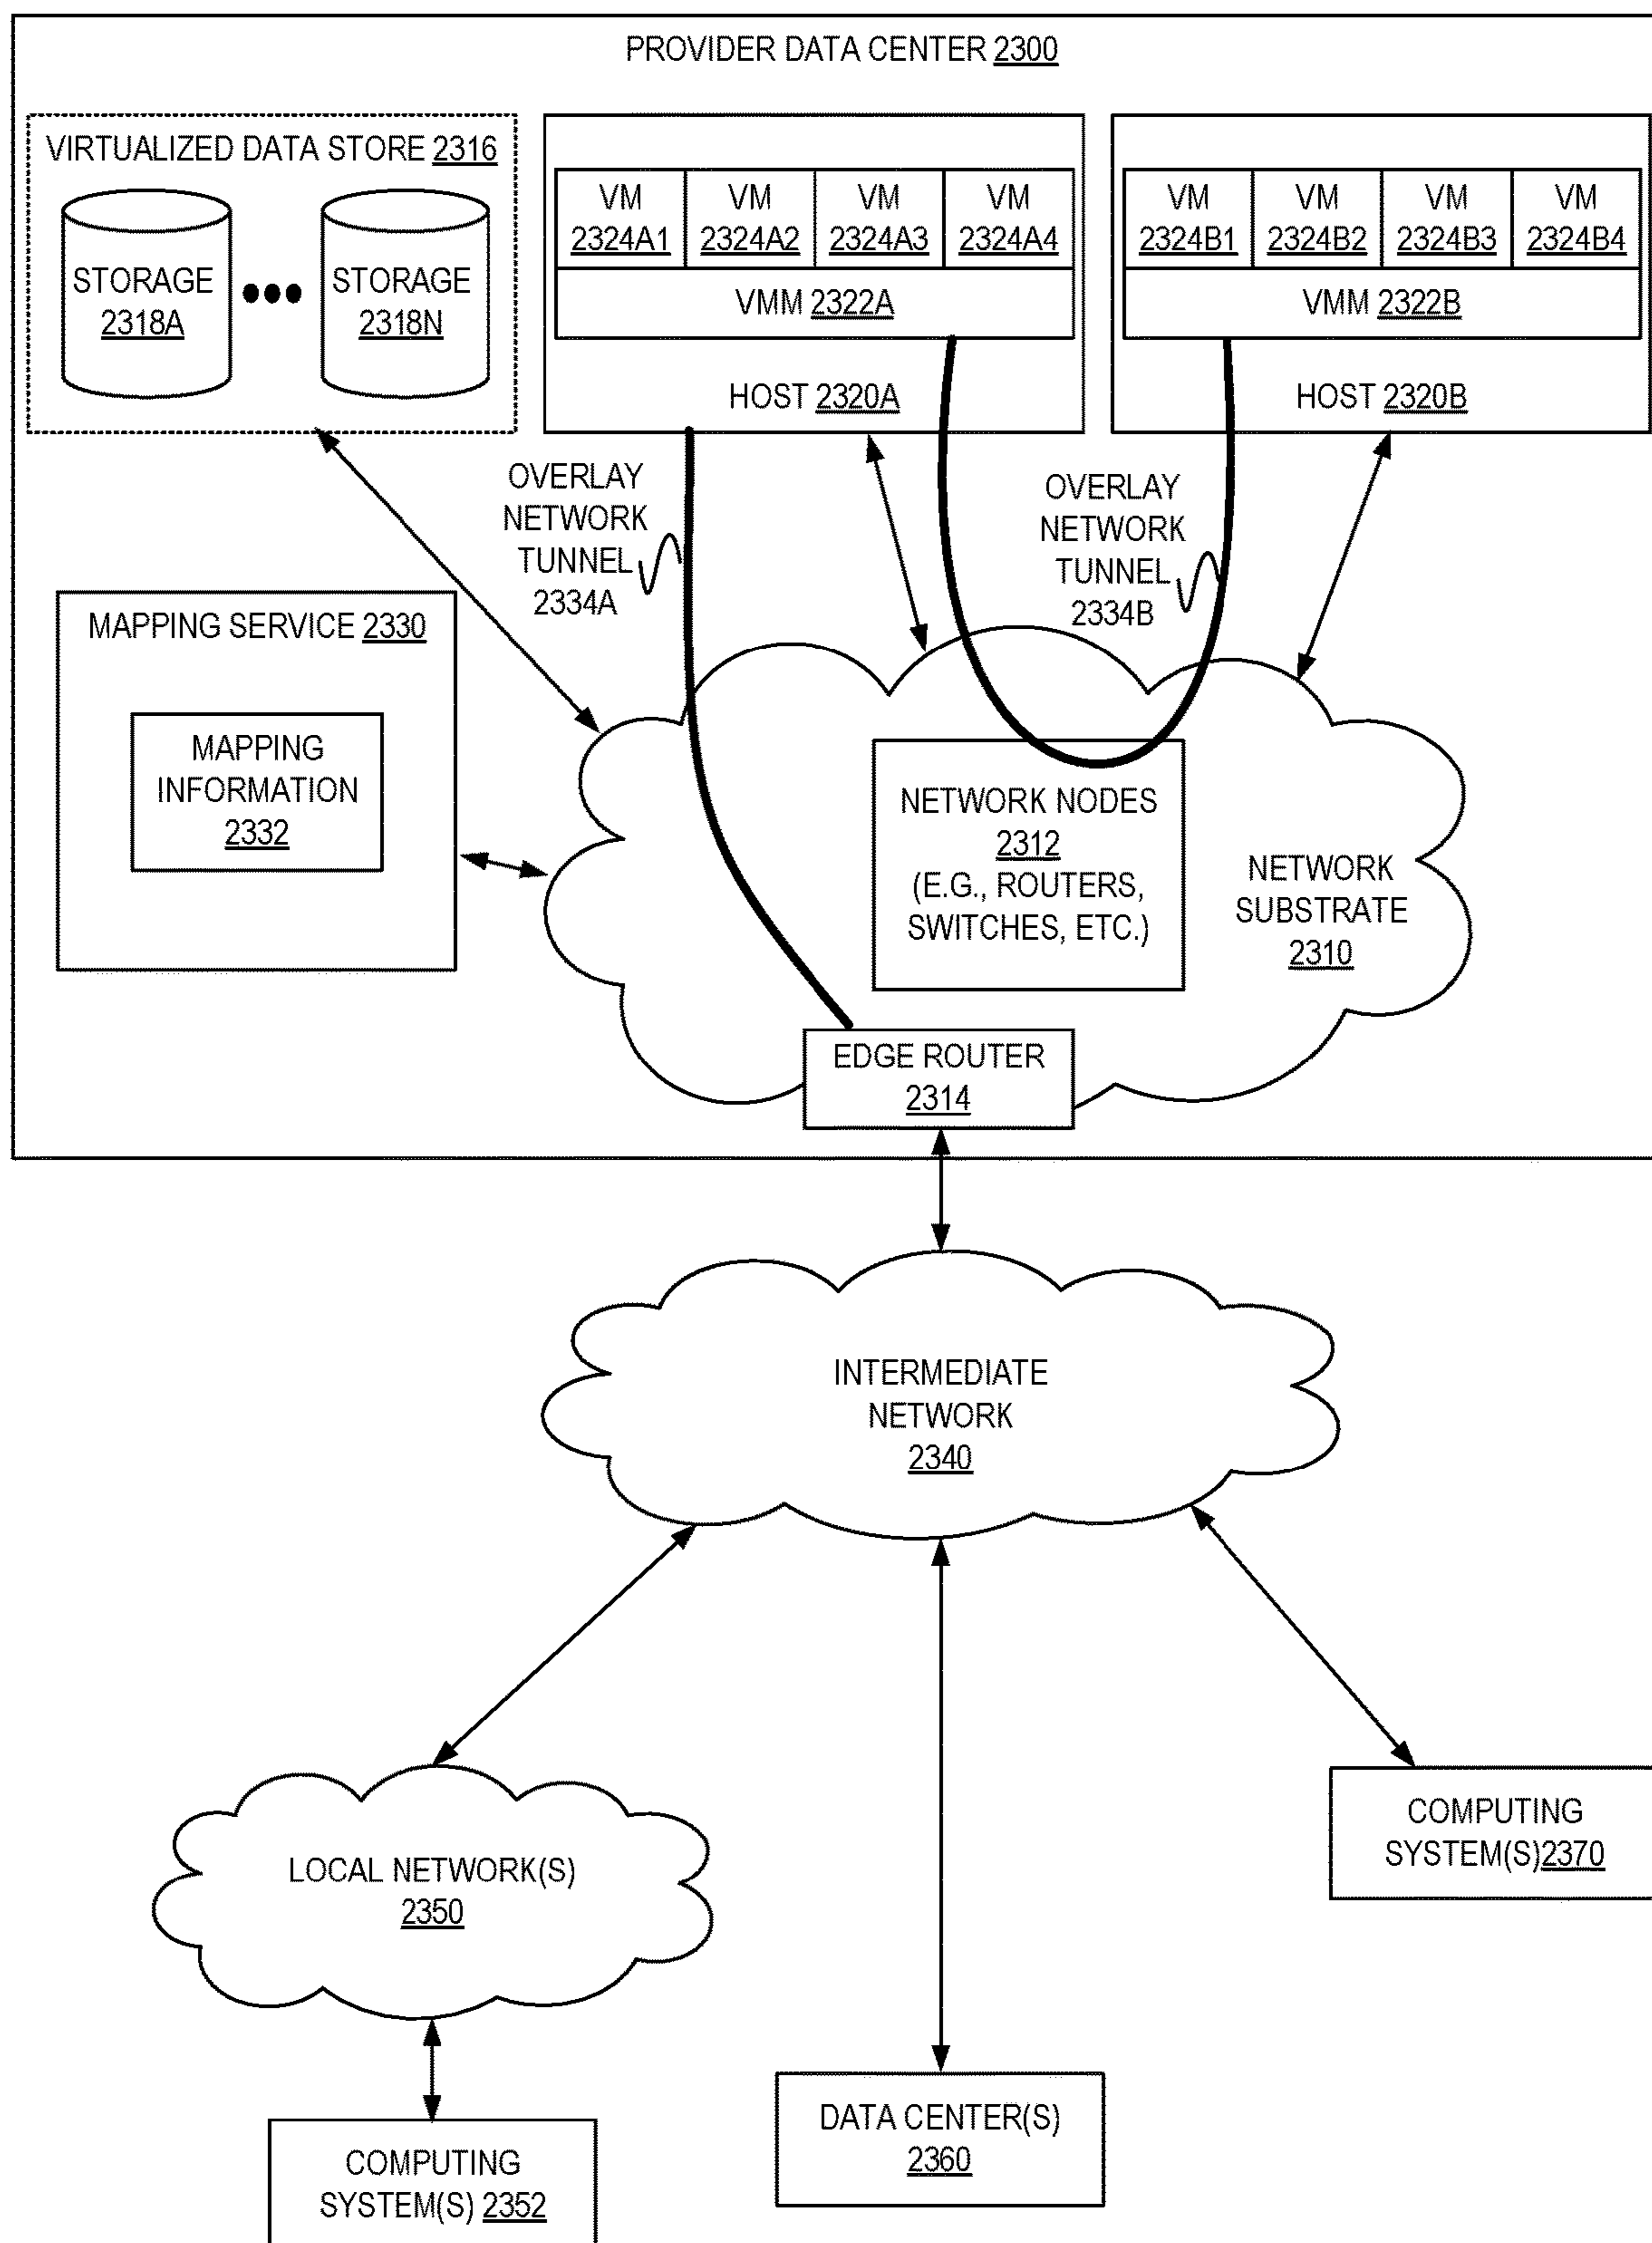 PROVIDER DATA CENTER 2300
VIRTUALIZED DATA STORE 2316
STORAGE
2318A
STORAGE
2318N
VM
2324A1
VM
2324A2
VM
2324A3
VM
2324A4
VMM 2322A
HOST 2320A
VM
2324B1
VM
2324B2
VM
2324B3
VM
2324B4
VMM 2322B
HOST 2320B
OVERLAY
NETWORK
TUNNEL
2334A
OVERLAY
NETWORK
TUNNEL
2334B
MAPPING SERVICE 2330
MAPPING
INFORMATION
2332
NETWORK NODES
2312
(E.G., ROUTERS,
SWITCHES, ETC.)
NETWORK
SUBSTRATE
2310
EDGE ROUTER
2314
INTERMEDIATE
NETWORK
2340
COMPUTING
SYSTEM(S)2370
LOCAL NETWORK(S)
2350
DATA CENTER(S)
2360
COMPUTING
SYSTEM(S) 2352